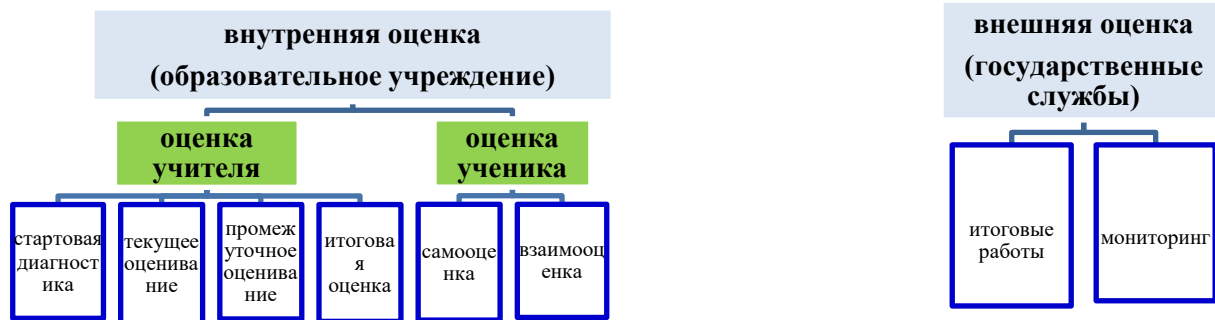 внутренняя оценка
(образовательное учреждение)
оценка
учителя
оценка
ученика
стартовая
диагност
ика
текущее
оценива
ние
промеж
уточное
оценива
ние
итогова
я
оценка
самооце
нка
взаимооц
енка
внешняя оценка
(государственные
службы)
итоговые
работы
мониторинг